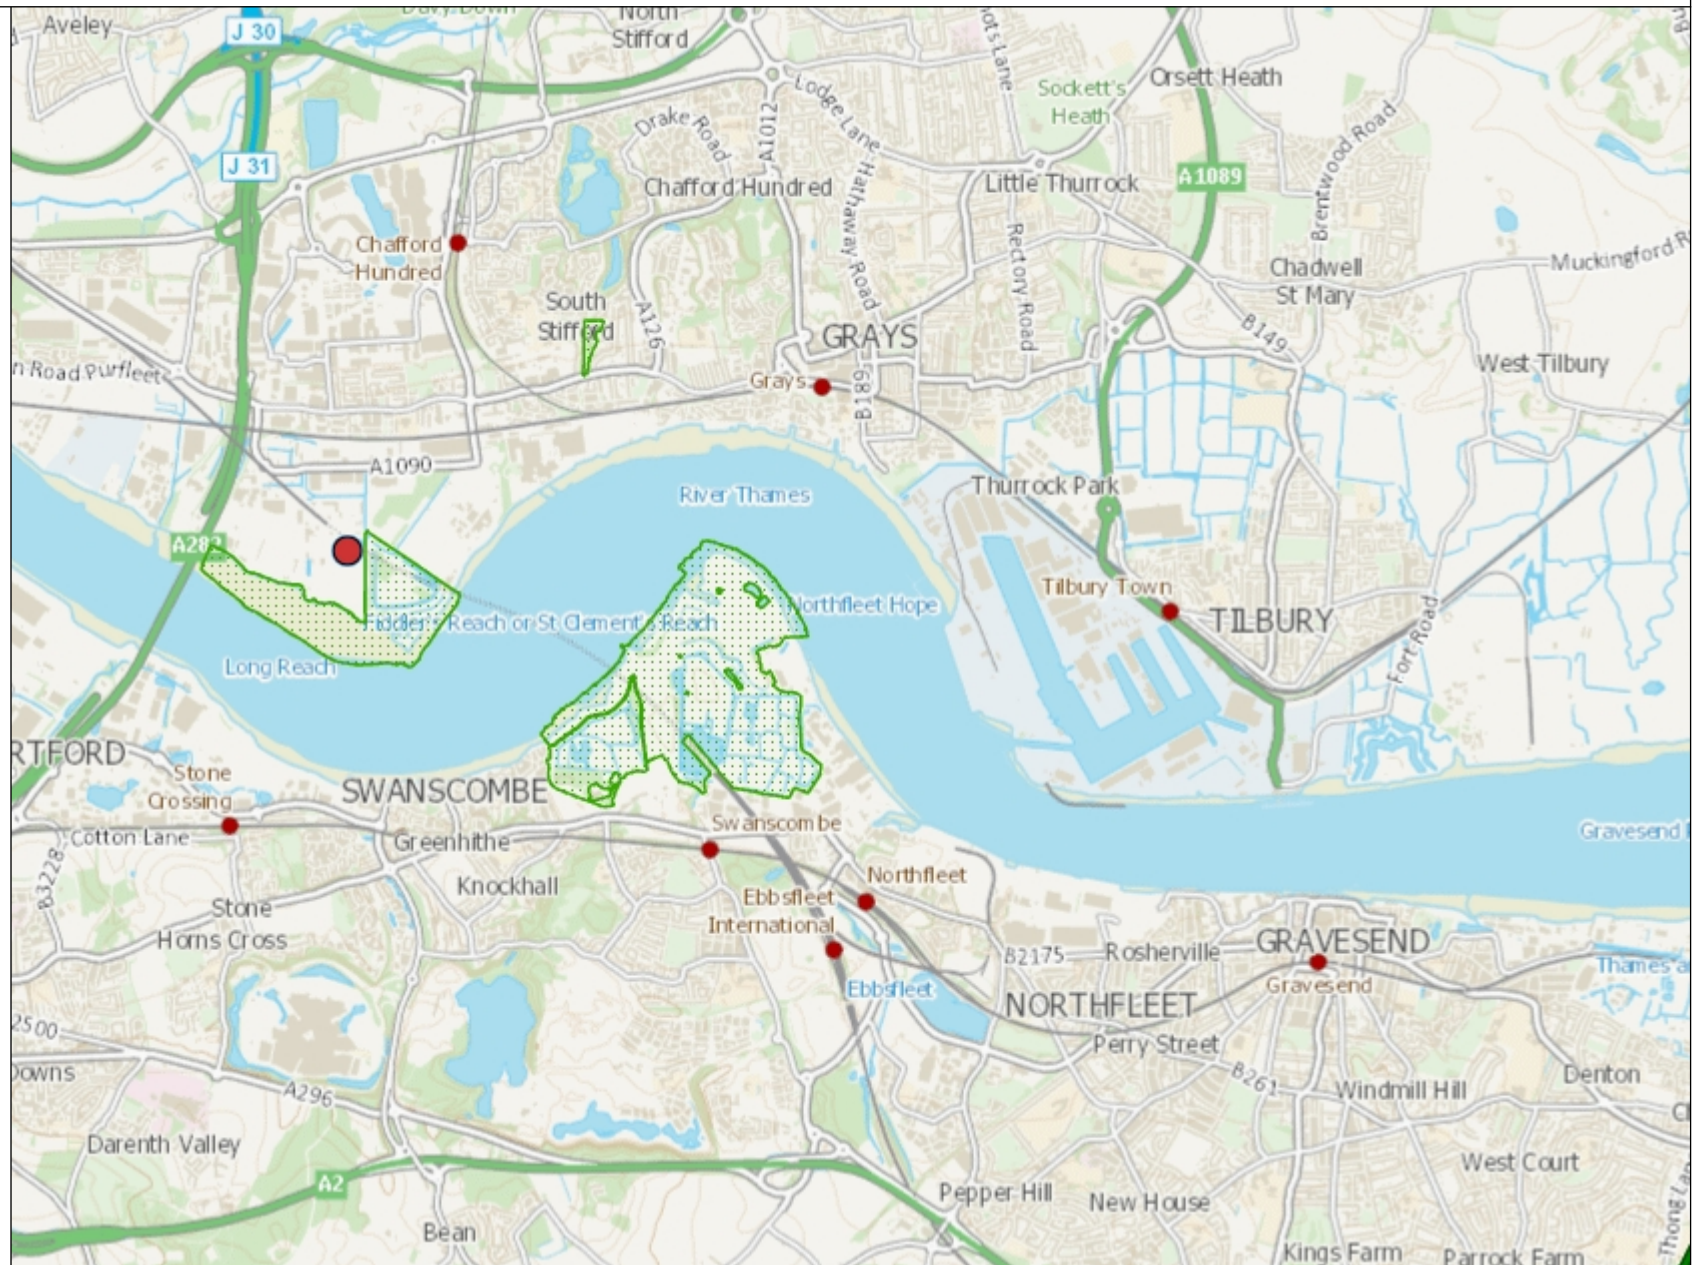 Aveley
J 30
North
Stifford
Lodge Lane
Sockett's
Heath
Orsett Heath
Drake Road
A1012
J 31
Chafford Hundred
Hathaway Road
Little Thurrock
A1089
Brentwood Road
Chafford
Hundred
Rectory Road
Chadwell
St Mary
Muckingford
South
Stifford
A126
GRAYS
B149
West Tilbury
n Road Purfleet
Grays
B189
A1090
River Thames
Thurrock Park
A282
Tilbury Town
TILBURY
Northfleet Hope
Fiddler's Reach or St Clement's Reach
Fort Road
Long Reach
RTFORD
Stone
Crossing
SWANSCOMBE
Cotton Lane
Greenhithe
Swanscombe
Gravesend
B3228
Knockhall
Northfleet
Stone
Ebbsfleet
International
Horns Cross
B2175
Rosherville
GRAVESEND
Thames a
Gravesend
Ebbsfleet
NORTHFLEET
2500
Perry Street
Downs
A296
B261
Windmill Hill
Denton
Darenth Valley
West Court
A2
Pepper Hill
New House
Bean
Kings Farm
Parrock Farm
Thong Lan